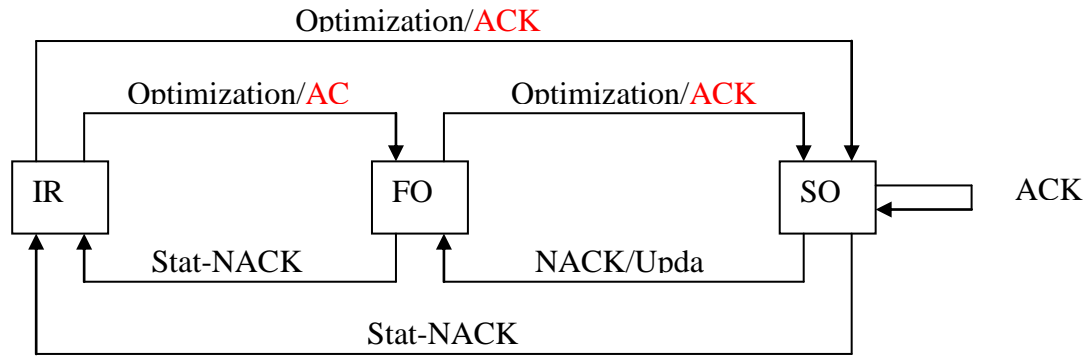 Optimization/ACK
Optimization/AC
Optimization/ACK
IR
FO
SO
ACK
Stat-NACK
NACK/Upda
Stat-NACK